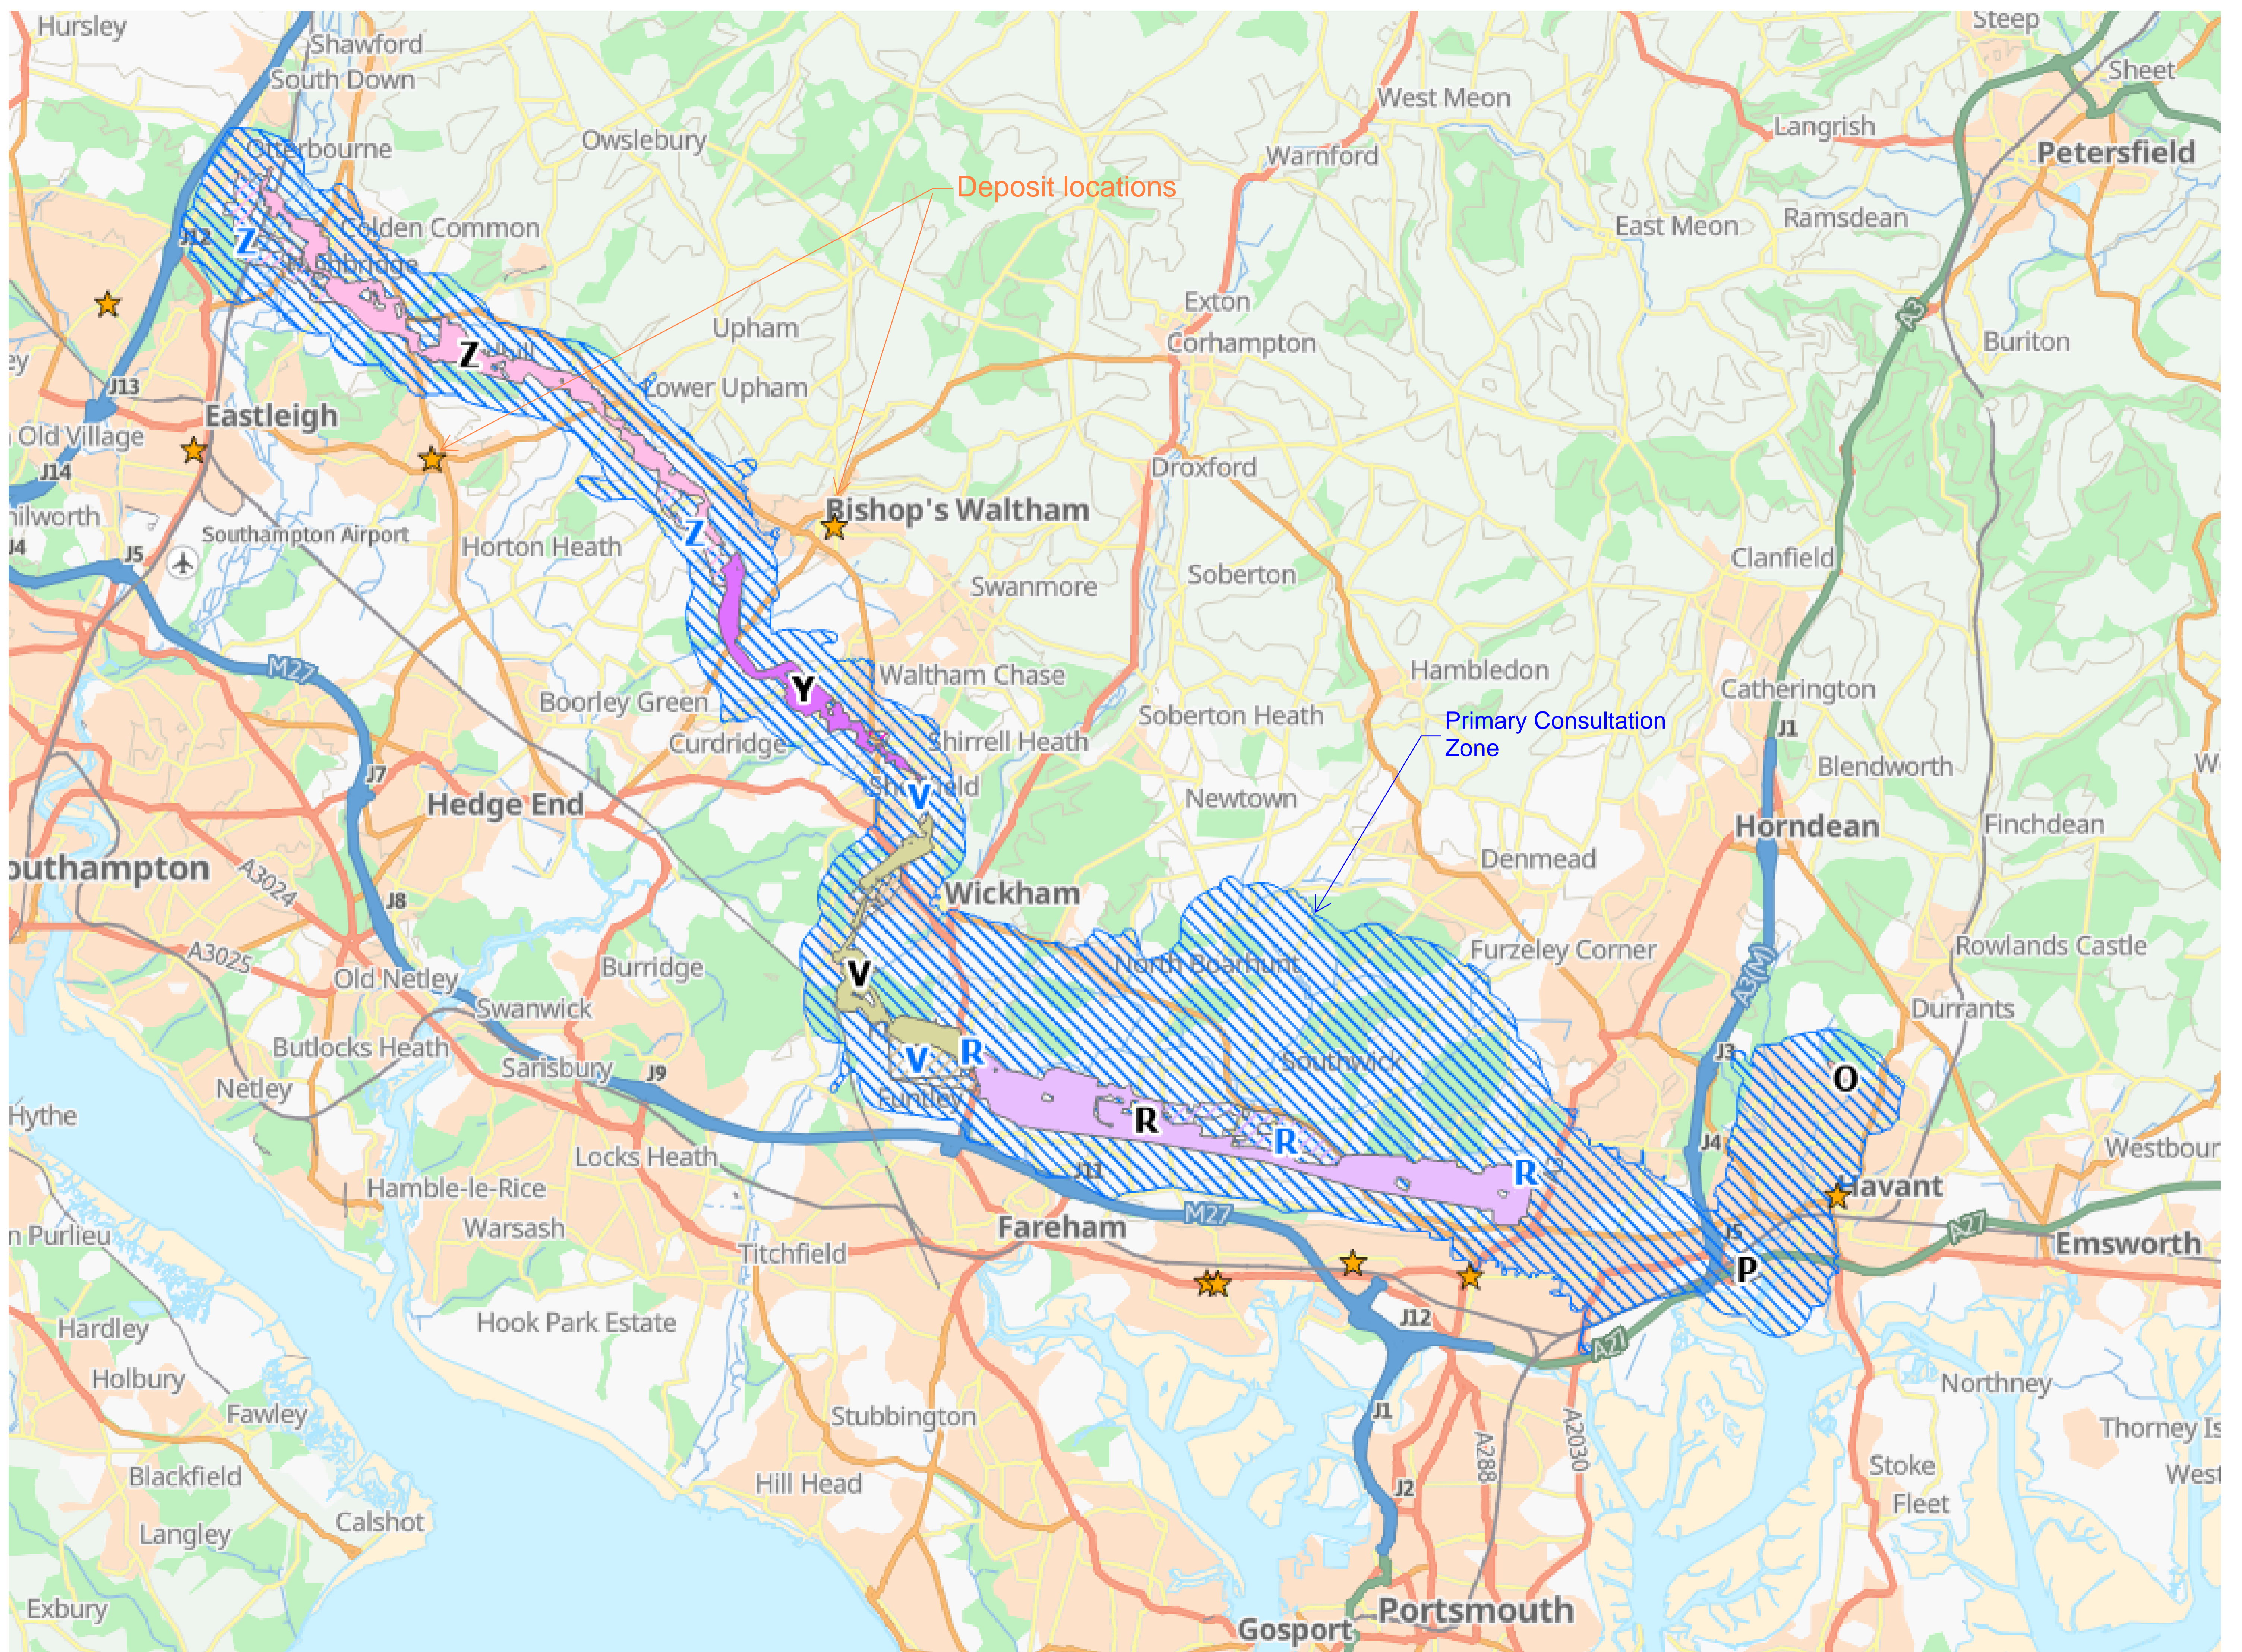 Hursley
Shawford
South Down
Steep
Sheet
West Meon
Langrish
Owslebury
Warnford
Petersfield
Otterbourne
Deposit locations
East Meon
Ramsdean
Colden Common
Z
J12
Highbridge
Exton
A3
Upham
Corhampton
Buriton
Z
J13
Lower Upham
Eastleigh
Old Village
J14
Droxford
Bishop's Waltham
Southampton Airport
Z
J4
J5
Horton Heath
Clanfield
Soberton
Swanmore
M27
Hambledon
Waltham Chase
Y
Catherington
Boorley Green
Soberton Heath
Primary Consultation
Zone
J1
Curdridge
Shirrell Heath
J7
Blendworth
V
Newtown
Hedge End
Horndean
Finchdean
Denmead
A3024
Wickham
J8
A3025
Furzeley Corner
Rowlands Castle
North Boarhunt
Burridge
V
A3(M)
Old Netley
Swanwick
Durrants
Butlocks Heath
R
J3
V
Southwick
Sarisbury
J9
O
Netley
Funtley
Hythe
R
R
J4
Locks Heath
J11
R
Hamble-le-Rice
Havant
M27
Warsash
Fareham
A27
n Purlieu
J5
Titchfield
Emsworth
P
J12
Hook Park Estate
Hardley
A27
Holbury
Northney
Fawley
Stubbington
J1
Thorney Is
A288
A2030
Blackfield
Hill Head
Stoke
J2
Fleet
Calshot
Langley
Exbury
Portsmouth
Gosport